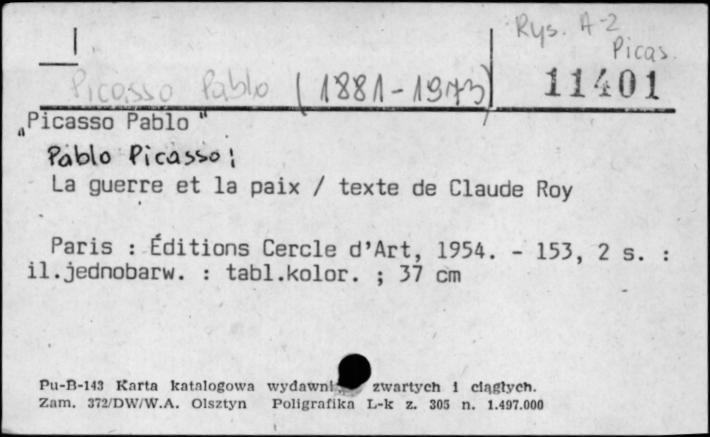 Rys. A-2
Picas.
Picasso Pablo (1881-1973) 11401
„Picasso Pablo"
Pablo Picasso:
La guerre et la paix / texte de Claude Roy
Paris : Éditions Cercle d'Art, 1954. - 153, 2 s. :
il.jednobarw. : tabl.kolor. ; 37 cm
Pu-B-143 Karta katalogowa zwartych i ciągłych.
Zam. 372/DW/W.A. Olsztyn Poligrafika L-k z. 305 n. 1.497.000